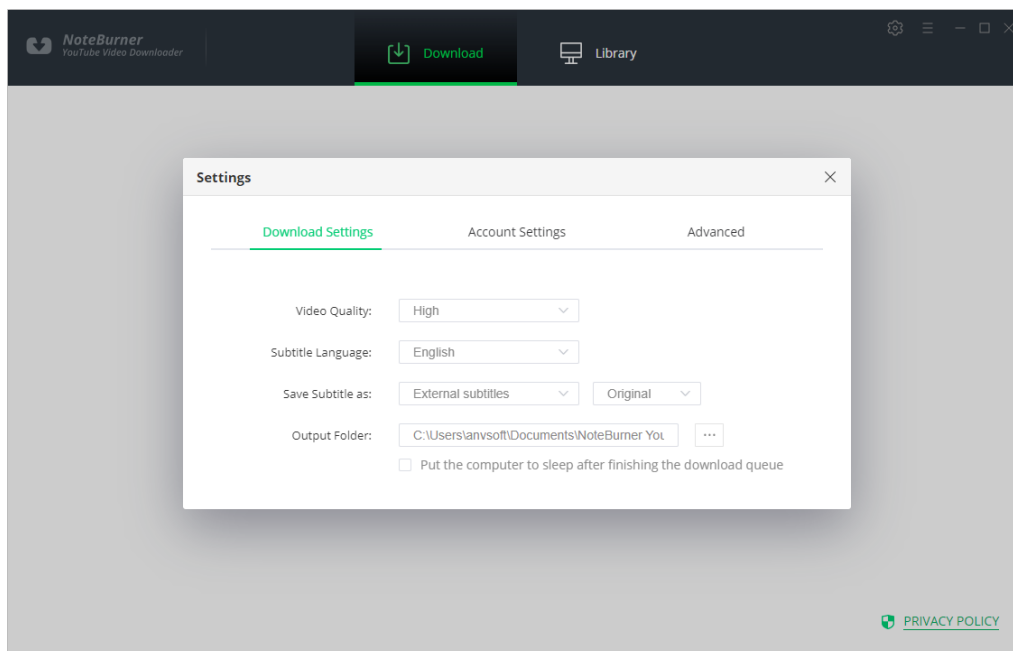 NoteBurner
YouTube Video Downloader
Download
Library
Settings
Download Settings Account Settings Advanced
Video Quality: High
Subtitle Language: English
Save Subtitle as: External subtitles Original
Output Folder: C:\Users\anvsoft\Documents\NoteBurner You ...
Put the computer to sleep after finishing the download queue
PRIVACY POLICY